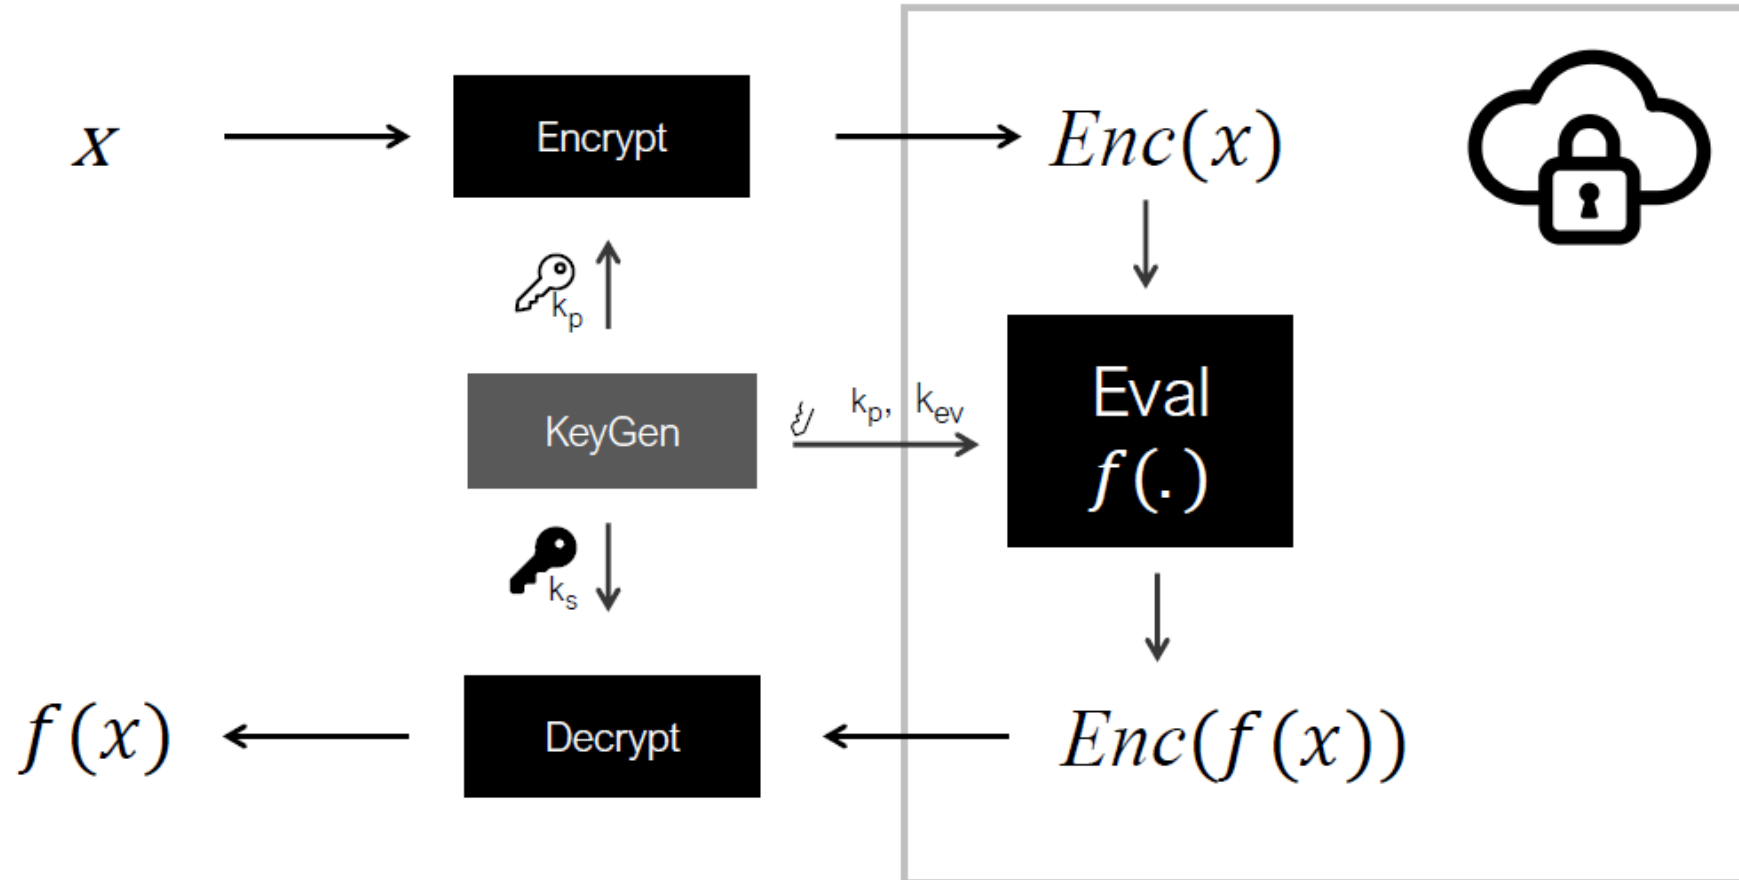 x
Encrypt
Enc(x)
kₚ
KeyGen
kₚ, kₑᵥ
Eval
f(.)
kₛ
f(x)
Decrypt
Enc(f(x))